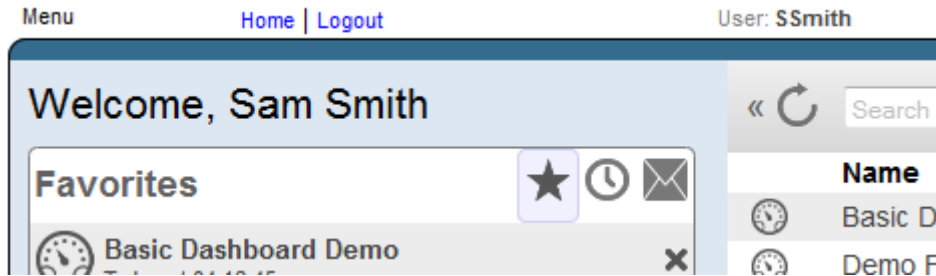 Menu
Home | Logout
User: SSmith
Welcome, Sam Smith
« Search
Favorites
Name
Basic D
Basic Dashboard Demo
Demo